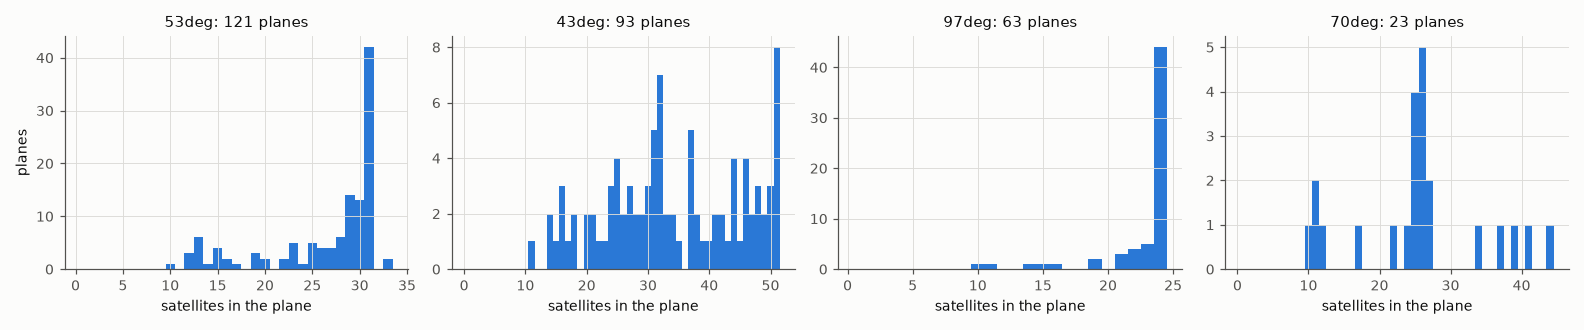 53deg: 121 planes
43deg: 93 planes
97deg: 63 planes
70deg: 23 planes
planes
40
30
20
10
0
8
6
4
2
0
40
30
20
10
0
5
4
3
2
1
0
0 5 10 15 20 25 30 35
0 10 20 30 40 50
0 5 10 15 20 25
0 10 20 30 40
satellites in the plane
satellites in the plane
satellites in the plane
satellites in the plane